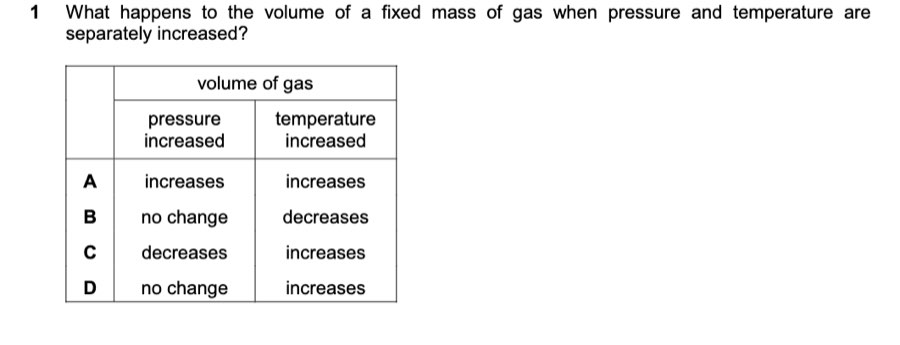 1 What happens to the volume of a fixed mass of gas when pressure and temperature are
separately increased?
volume of gas
pressure increased temperature increased
A increases increases
B no change decreases
C decreases increases
D no change increases